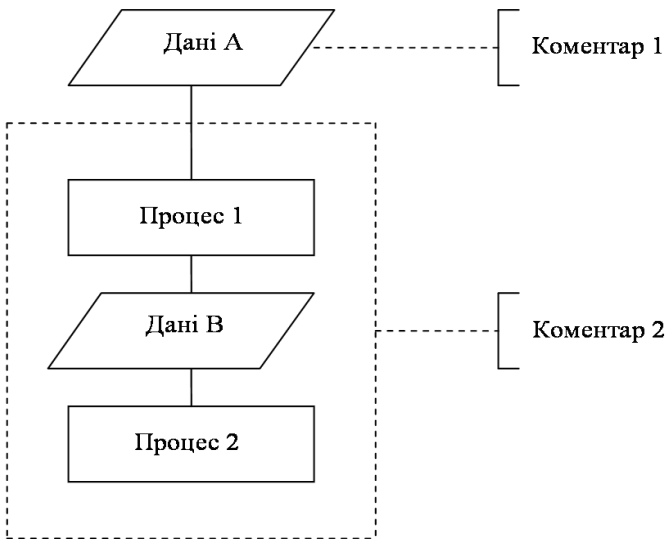 Дані А
Коментар 1
Процес 1
Дані В
Коментар 2
Процес 2